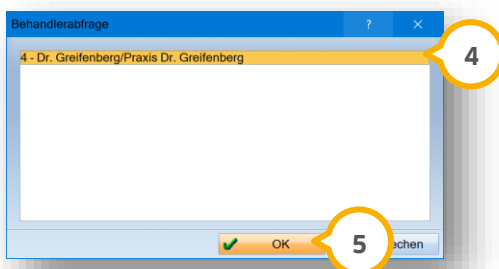 Behandlerabfrage ? ×
4 - Dr. Greifenberg/Praxis Dr. Greifenberg
4
OK
5
echen